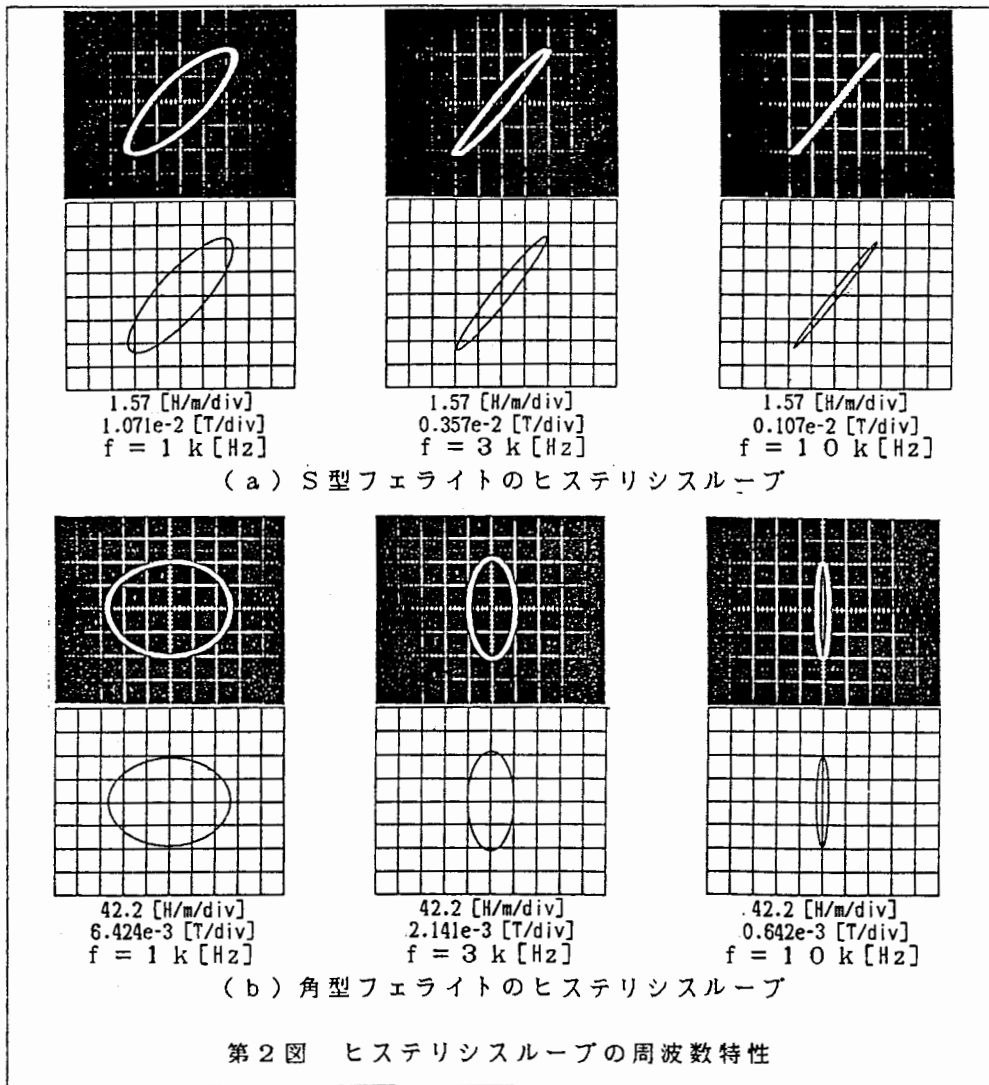 1.57 [H/m/div] 1.57 [H/m/div] 1.57 [H/m/div]
1.071e-2 [T/div] 0.357e-2 [T/div] 0.107e-2 [T/div]
f = 1 k [Hz] f = 3 k [Hz] f = 1 0 k [Hz]
(a) S型フェライトのヒステリシスループ
42.2 [H/m/div] 42.2 [H/m/div] 42.2 [H/m/div]
6.424e-3 [T/div] 2.141e-3 [T/div] 0.642e-3 [T/div]
f = 1 k [Hz] f = 3 k [Hz] f = 1 0 k [Hz]
(b) 角型フェライトのヒステリシスループ
第2図 ヒステリシスループの周波数特性